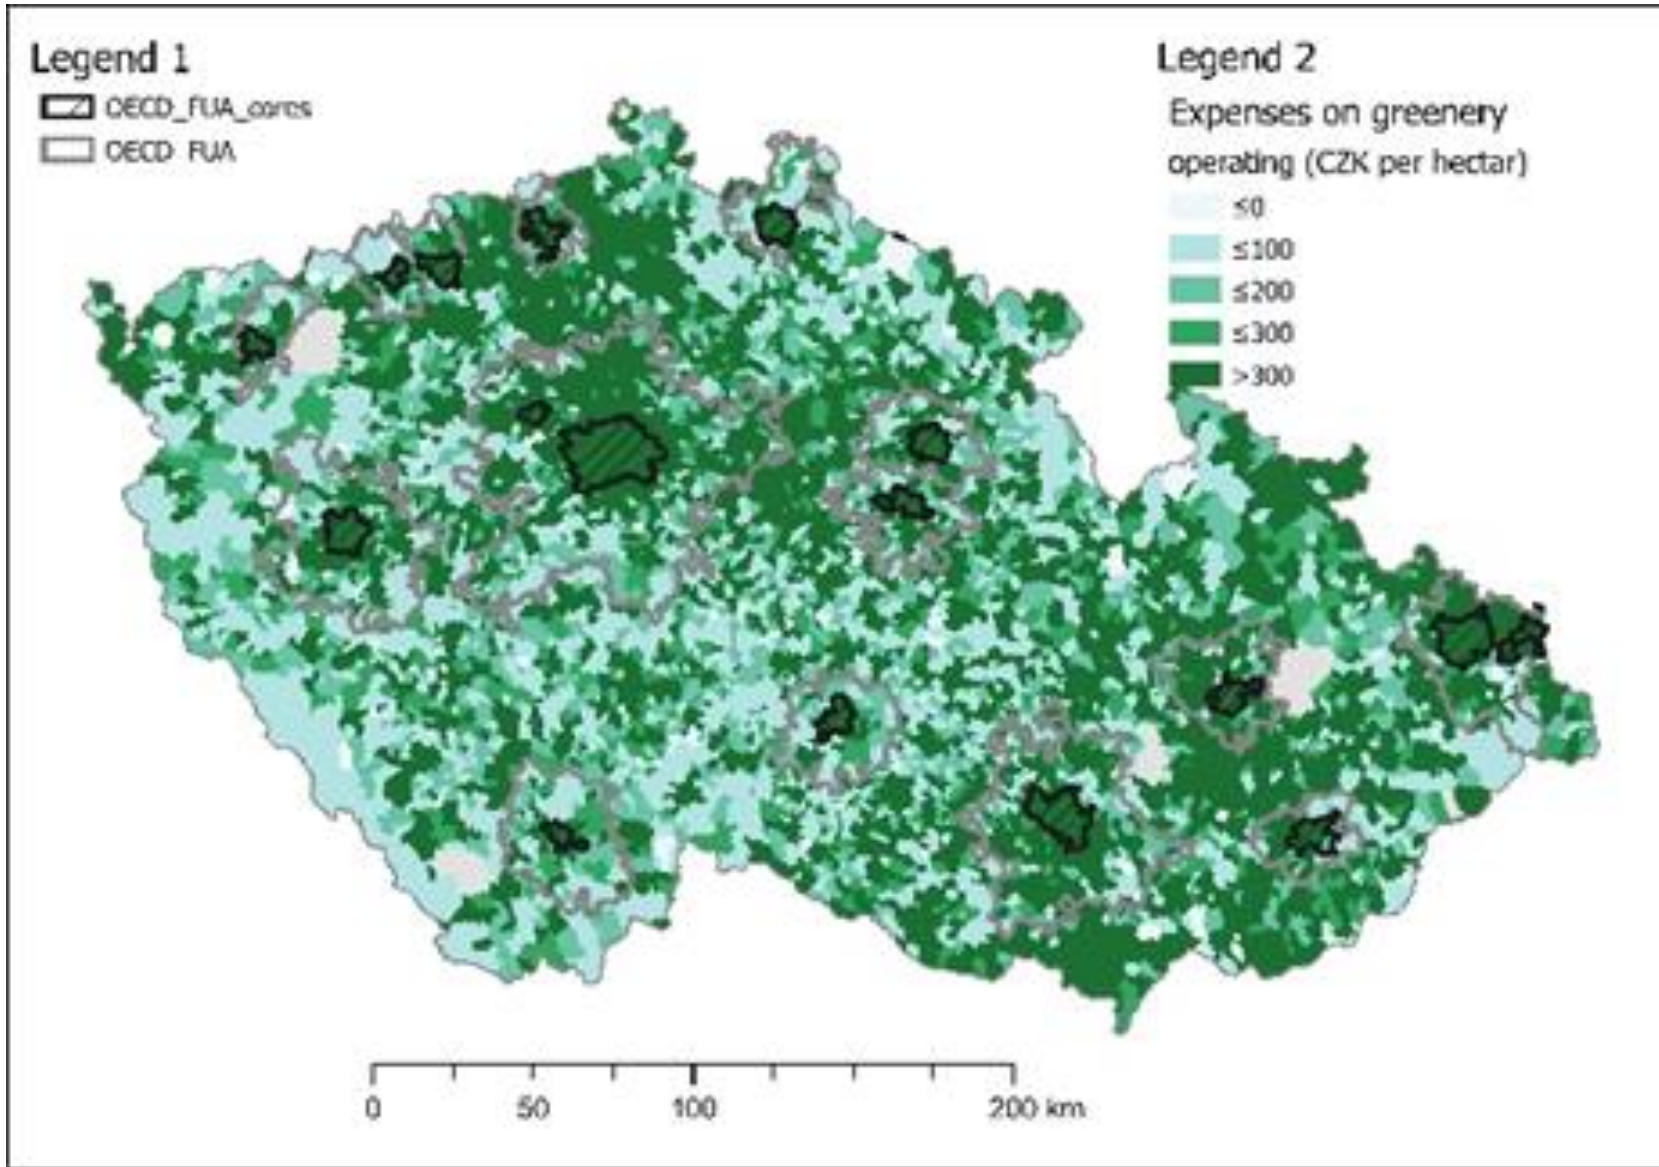 Legend 1
OECD_FUA_cores
OECD_FUA
Legend 2
Expenses on greenery
operating (CZK per hectar)
≤0
≤100
≤200
≤300
>300
0 50 100 200 km